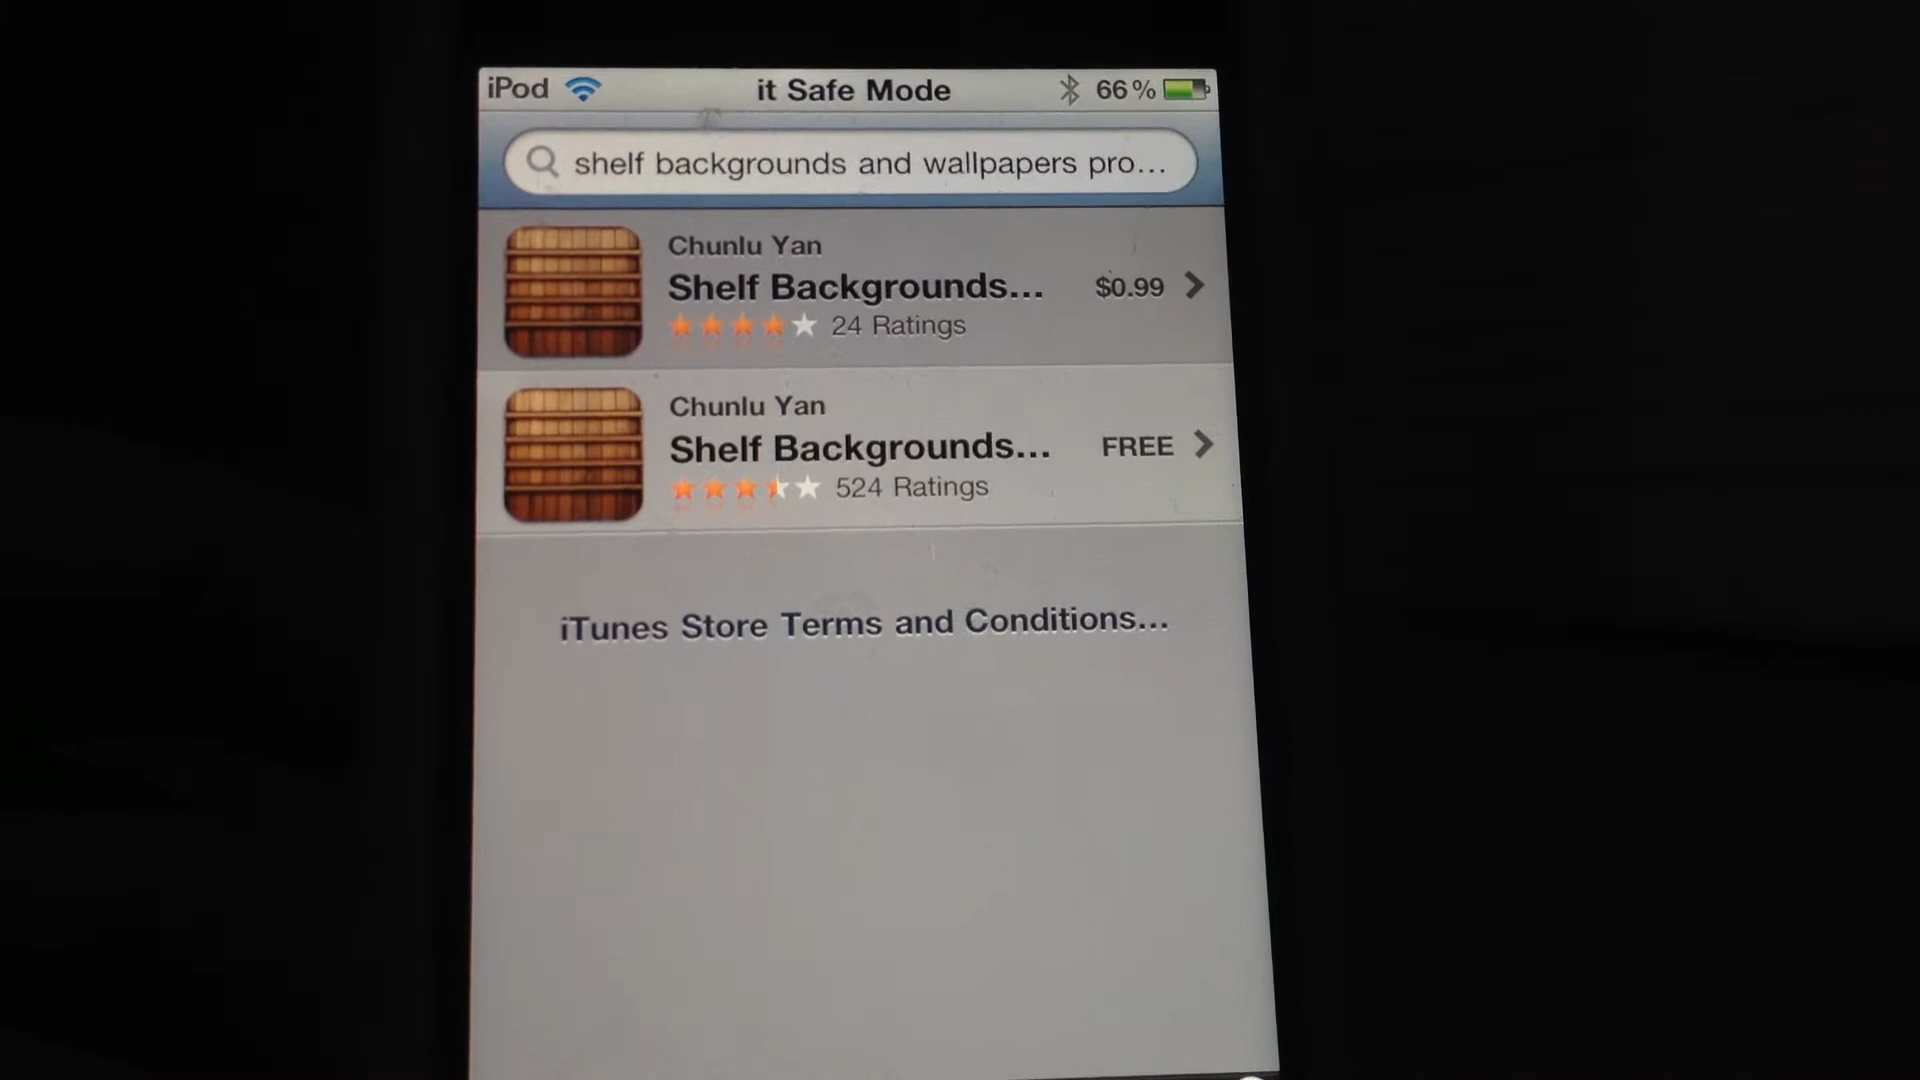 iPod it Safe Mode 66%
shelf backgrounds and wallpapers pro...
Chunlu Yan
Shelf Backgrounds... $0.99
24 Ratings
Chunlu Yan
Shelf Backgrounds... FREE
524 Ratings
iTunes Store Terms and Conditions...